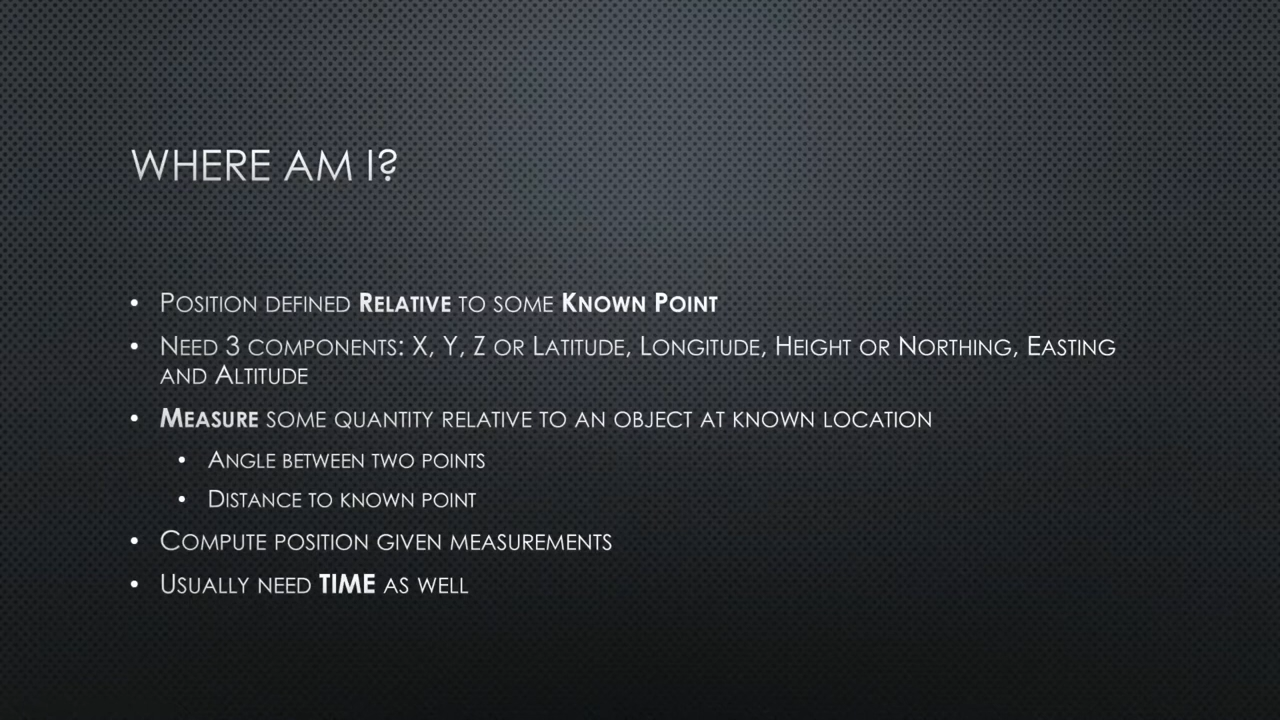 WHERE AM I?
• POSITION DEFINED RELATIVE TO SOME KNOWN POINT
• NEED 3 COMPONENTS: X, Y, Z OR LATITUDE, LONGITUDE, HEIGHT OR NORTHING, EASTING
AND ALTITUDE
• MEASURE SOME QUANTITY RELATIVE TO AN OBJECT AT KNOWN LOCATION
• ANGLE BETWEEN TWO POINTS
• DISTANCE TO KNOWN POINT
• COMPUTE POSITION GIVEN MEASUREMENTS
• USUALLY NEED TIME AS WELL